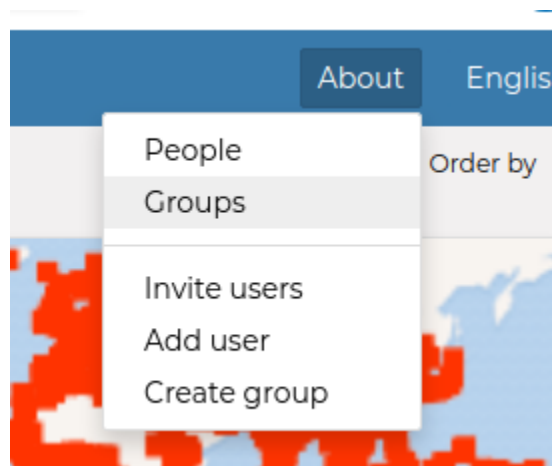 About Englis
People
Order by
Groups
Invite users
Add user
Create group